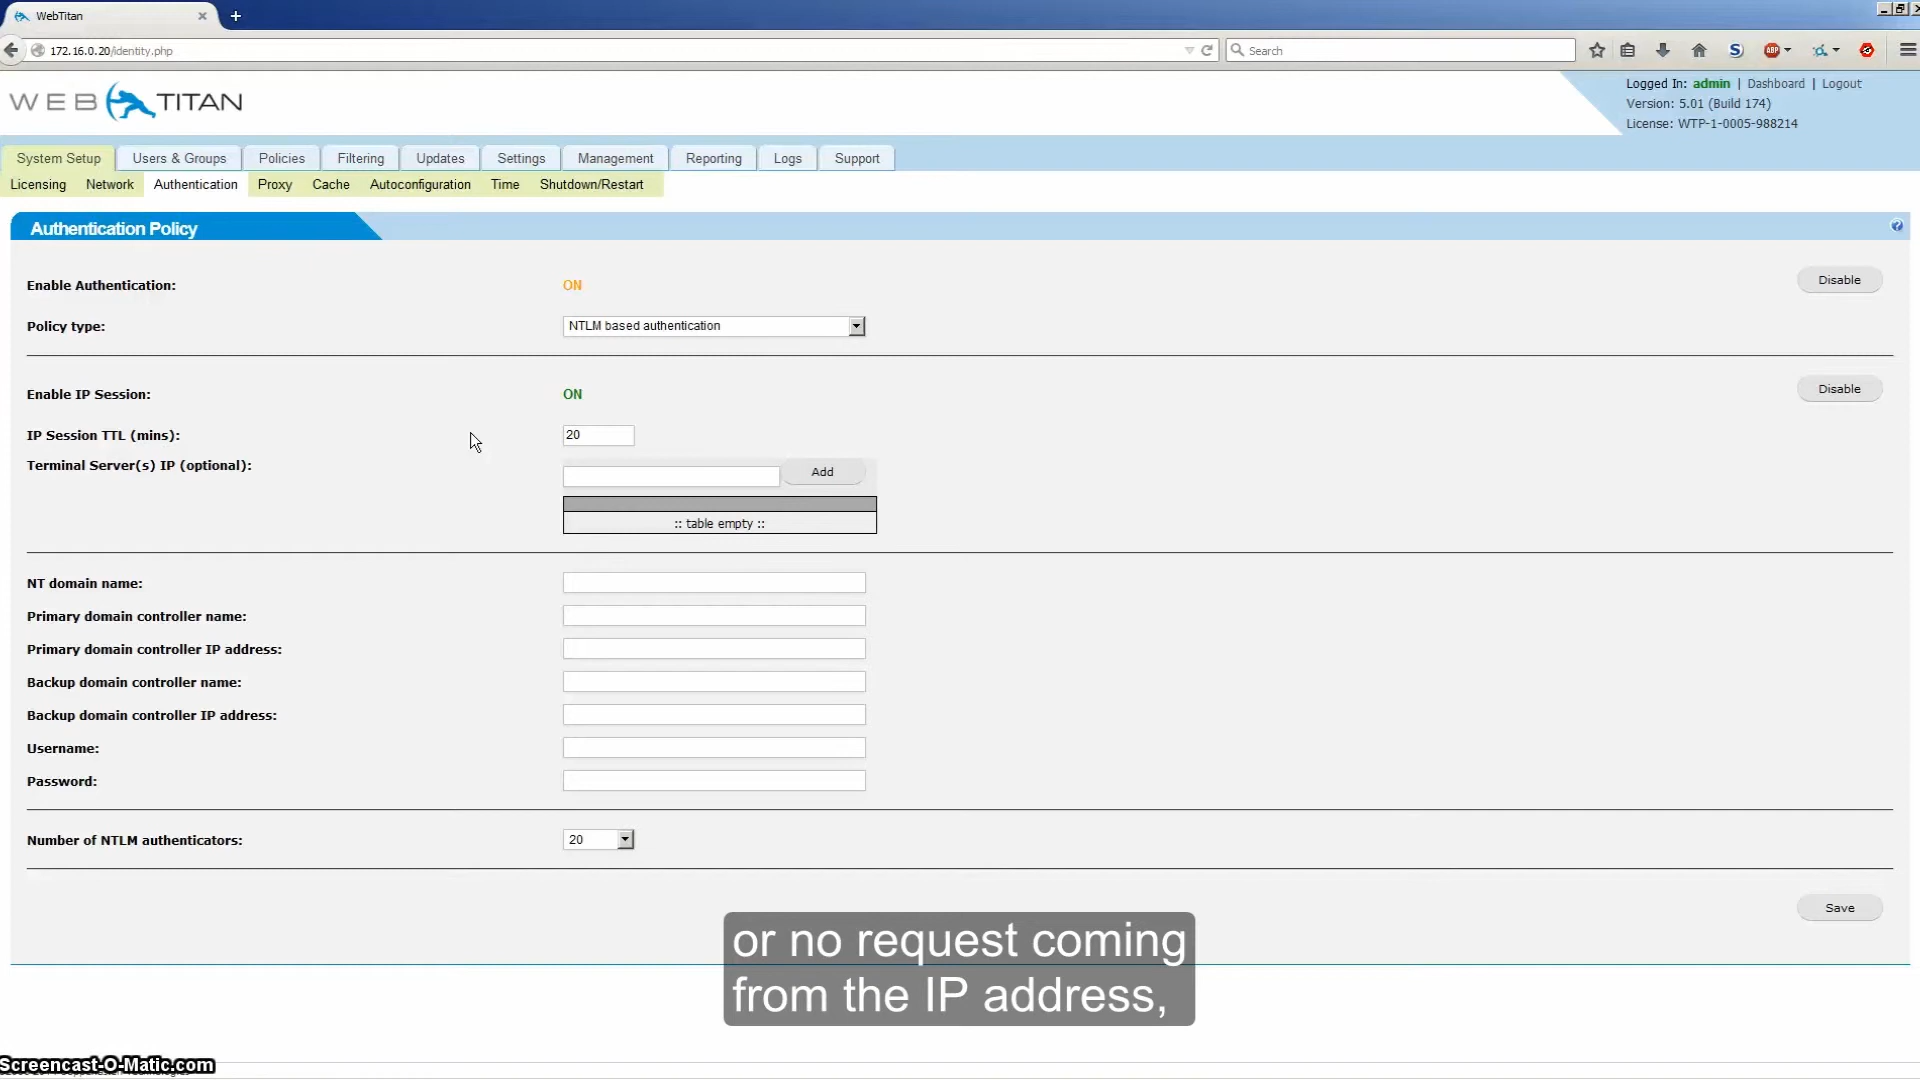 WebTitan
172.16.0.20/identity.php
Search
WEB TITAN
Logged In: admin | Dashboard | Logout
Version: 5.01 (Build 174)
License: WTP-1-0005-988214
System Setup Users & Groups Policies Filtering Updates Settings Management Reporting Logs Support
Licensing Network Authentication Proxy Cache Autoconfiguration Time Shutdown/Restart
Authentication Policy
Enable Authentication: ON Disable
Policy type: NTLM based authentication
Enable IP Session: ON Disable
IP Session TTL (mins): 20
Terminal Server(s) IP (optional): Add
:: table empty ::
NT domain name:
Primary domain controller name:
Primary domain controller IP address:
Backup domain controller name:
Backup domain controller IP address:
Username:
Password:
Number of NTLM authenticators: 20
Save
or no request coming
from the IP address,
Screencast-O-Matic.com